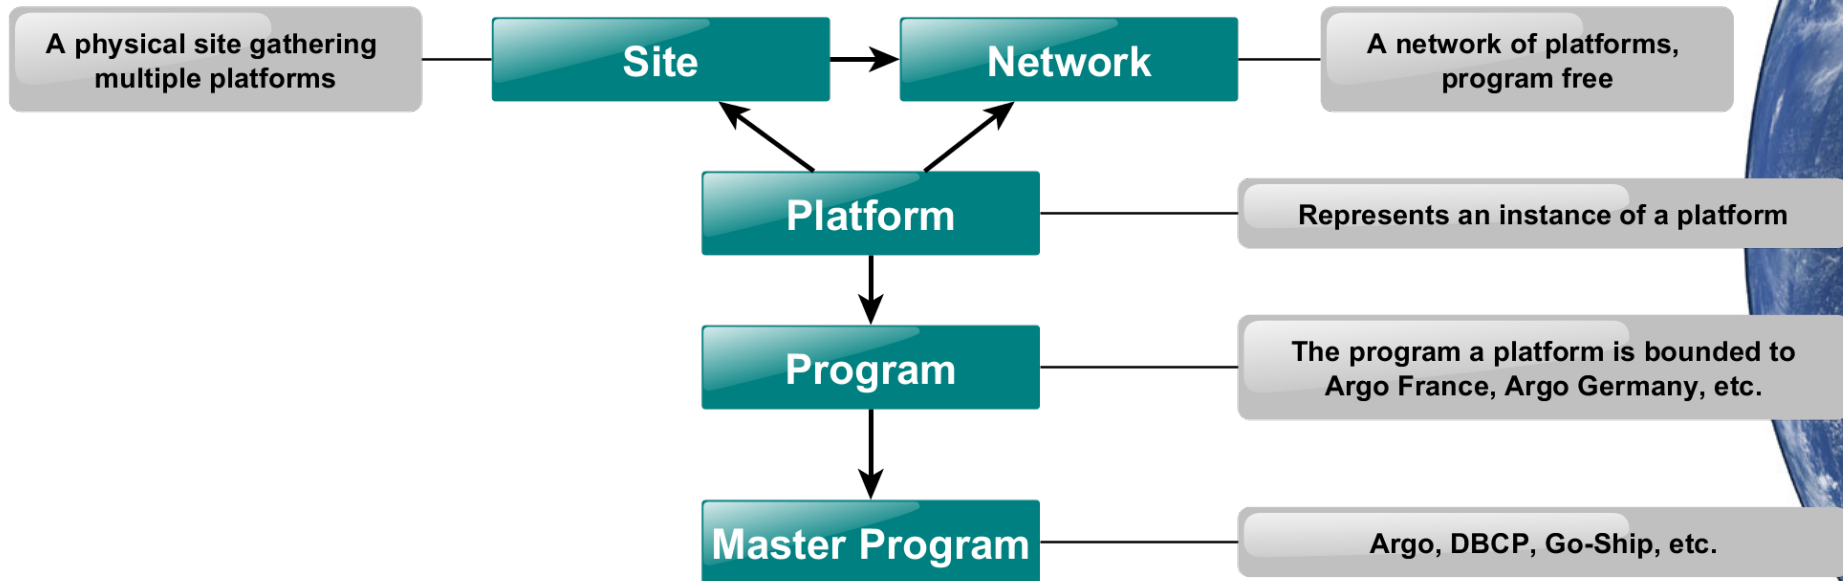 A physical site gathering
multiple platforms
Site
Network
A network of platforms,
program free
Platform
Represents an instance of a platform
Program
The program a platform is bounded to
Argo France, Argo Germany, etc.
Master Program
Argo, DBCP, Go-Ship, etc.